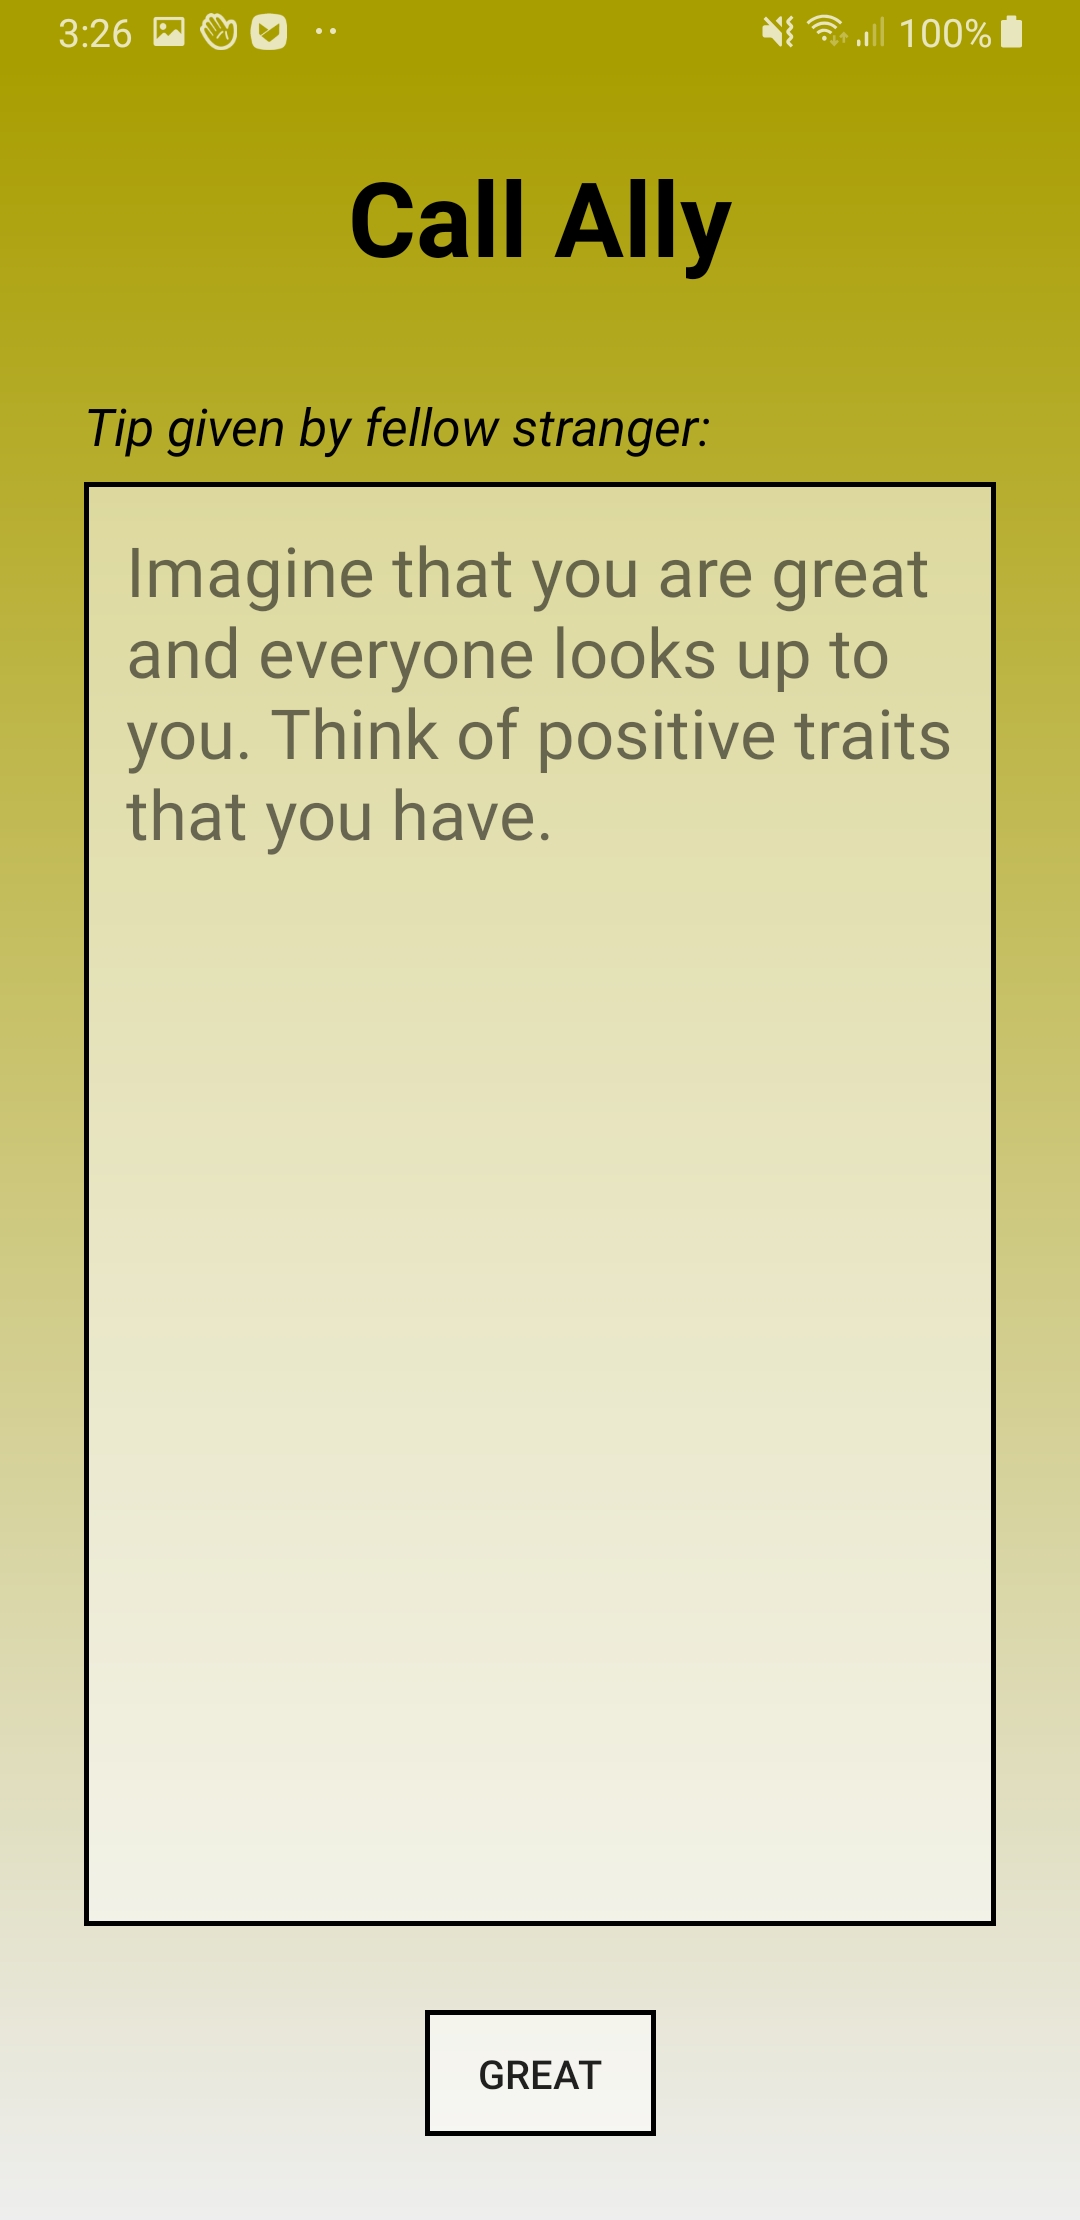 3:26 100%
Call Ally
Tip given by fellow stranger:
Imagine that you are great
and everyone looks up to
you. Think of positive traits
that you have.
GREAT